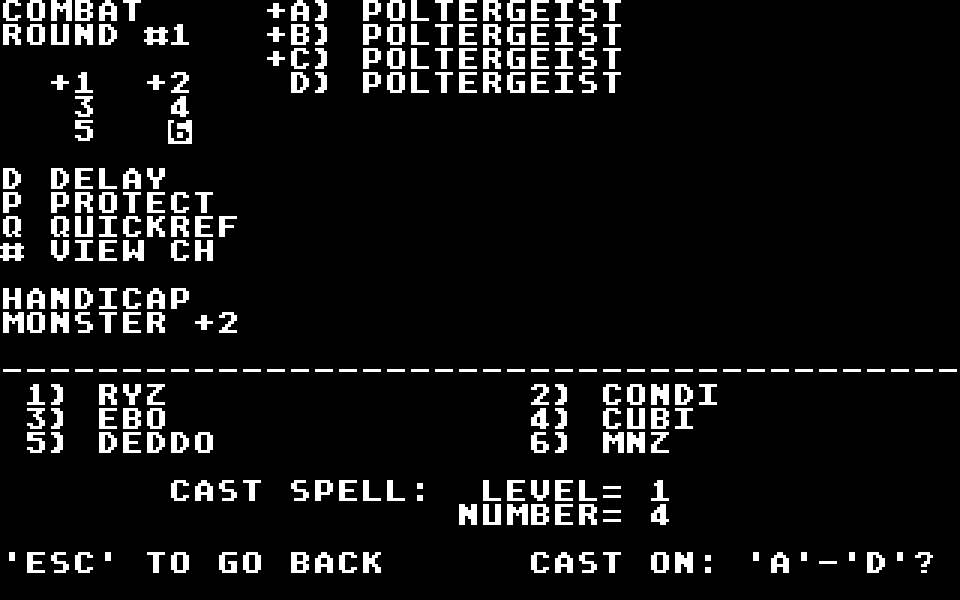 COMBAT +A) POLTERGEIST
ROUND #1 +B) POLTERGEIST
+C) POLTERGEIST
+1 +2 D) POLTERGEIST
3 4
5 6
D DELAY
P PROTECT
Q QUICKREF
# VIEW CH
HANDICAP
MONSTER +2
1) RYZ 2) CONDI
3) EBO 4) CUBI
5) DEDDO 6) MNZ
CAST SPELL: LEVEL= 1
NUMBER= 4
'ESC' TO GO BACK CAST ON: 'A'-'D'?